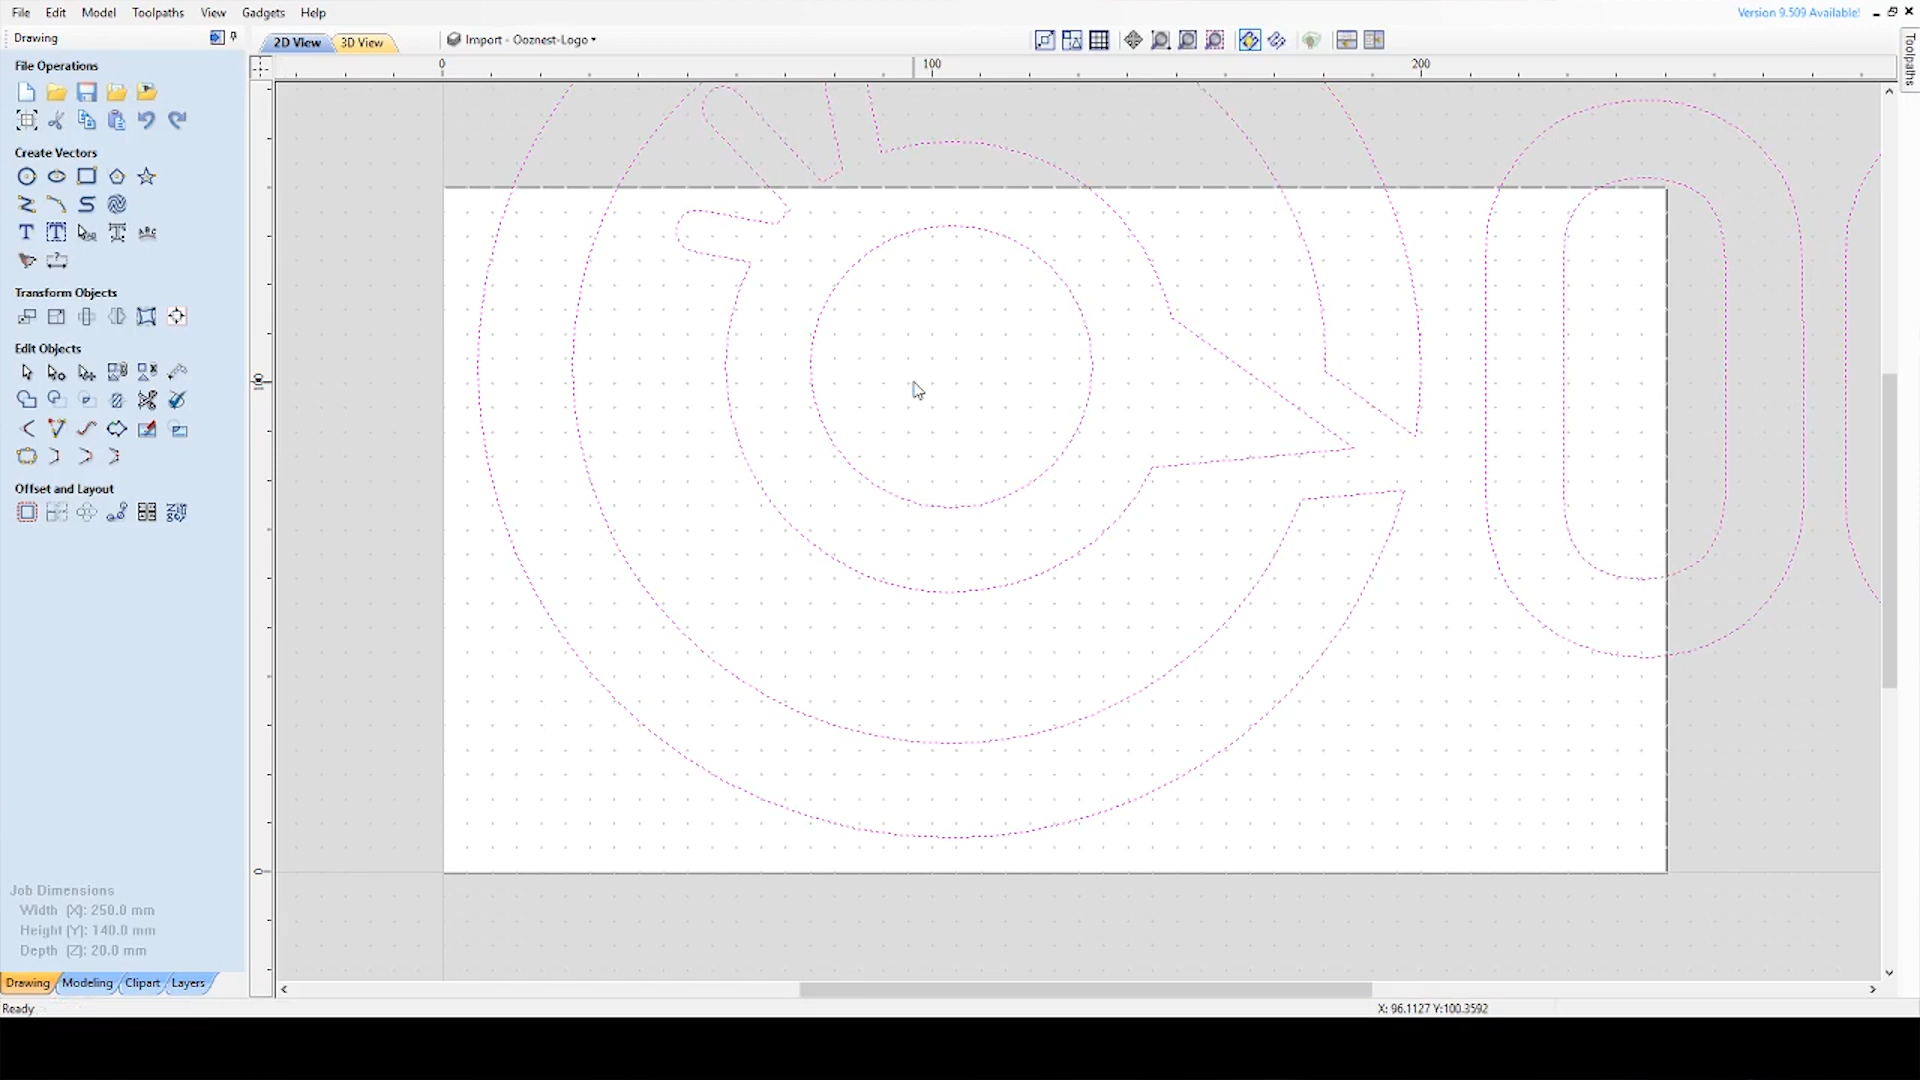 File Edit Model Toolpaths View Gadgets Help
Version 9.509 Available!
Drawing
2D View 3D View
Import - Ooznest-Logo
Toolpaths
0 100 200
File Operations
Create Vectors
Transform Objects
Edit Objects
Offset and Layout
0
Job Dimensions
Width (X): 250.0 mm
Height (Y): 140.0 mm
Depth (Z): 20.0 mm
Drawing Modeling Clipart Layers
Ready
X: 96.1127 Y:100.3592